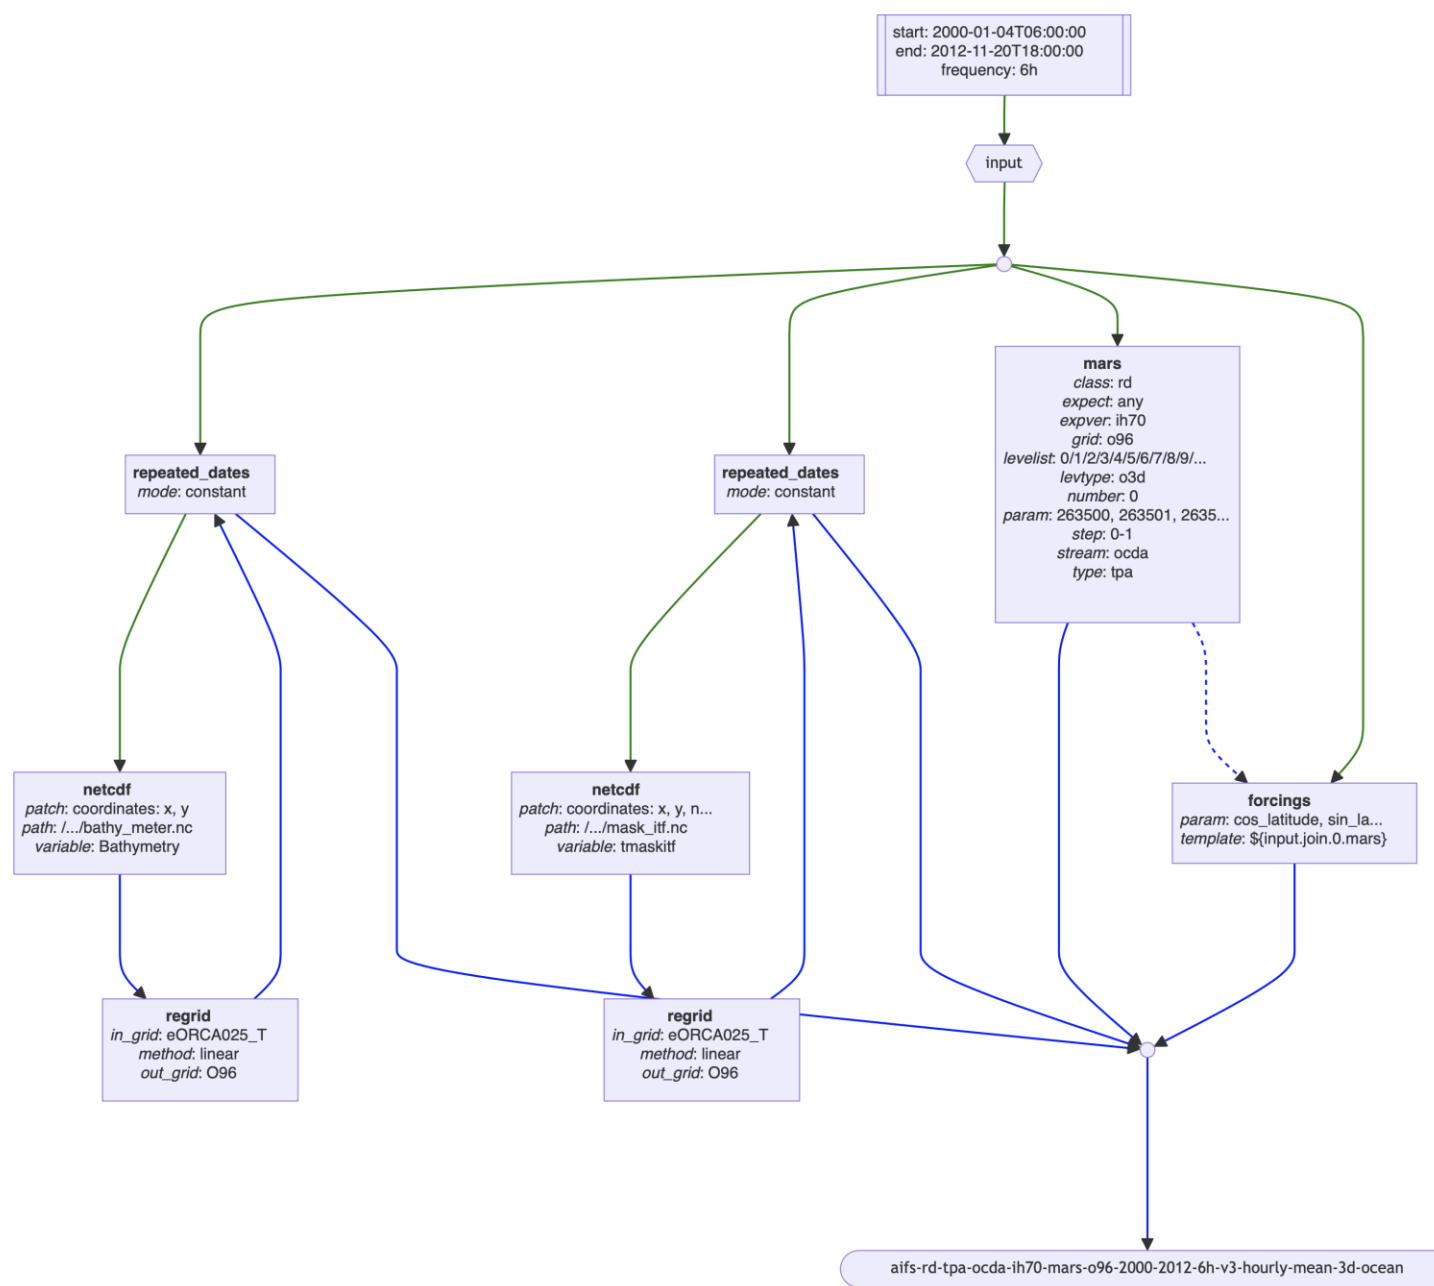 start: 2000-01-04T06:00:00
end: 2012-11-20T18:00:00
frequency: 6h
input
repeated_dates
mode: constant
repeated_dates
mode: constant
mars
class: rd
expect: any
expver: ih70
grid: o96
levelist: 0/1/2/3/4/5/6/7/8/9/...
levtype: o3d
number: 0
param: 263500, 263501, 2635...
step: 0-1
stream: ocda
type: tpa
netcdf
patch: coordinates: x, y
path: /.../bathy_meter.nc
variable: Bathymetry
netcdf
patch: coordinates: x, y, n...
path: /.../mask_itf.nc
variable: tmaskitf
forcings
param: cos_latitude, sin_la...
template: ${input.join.0.mars}
regrid
in_grid: eORCA025_T
method: linear
out_grid: O96
regrid
in_grid: eORCA025_T
method: linear
out_grid: O96
aifs-rd-tpa-ocda-ih70-mars-o96-2000-2012-6h-v3-hourly-mean-3d-ocean